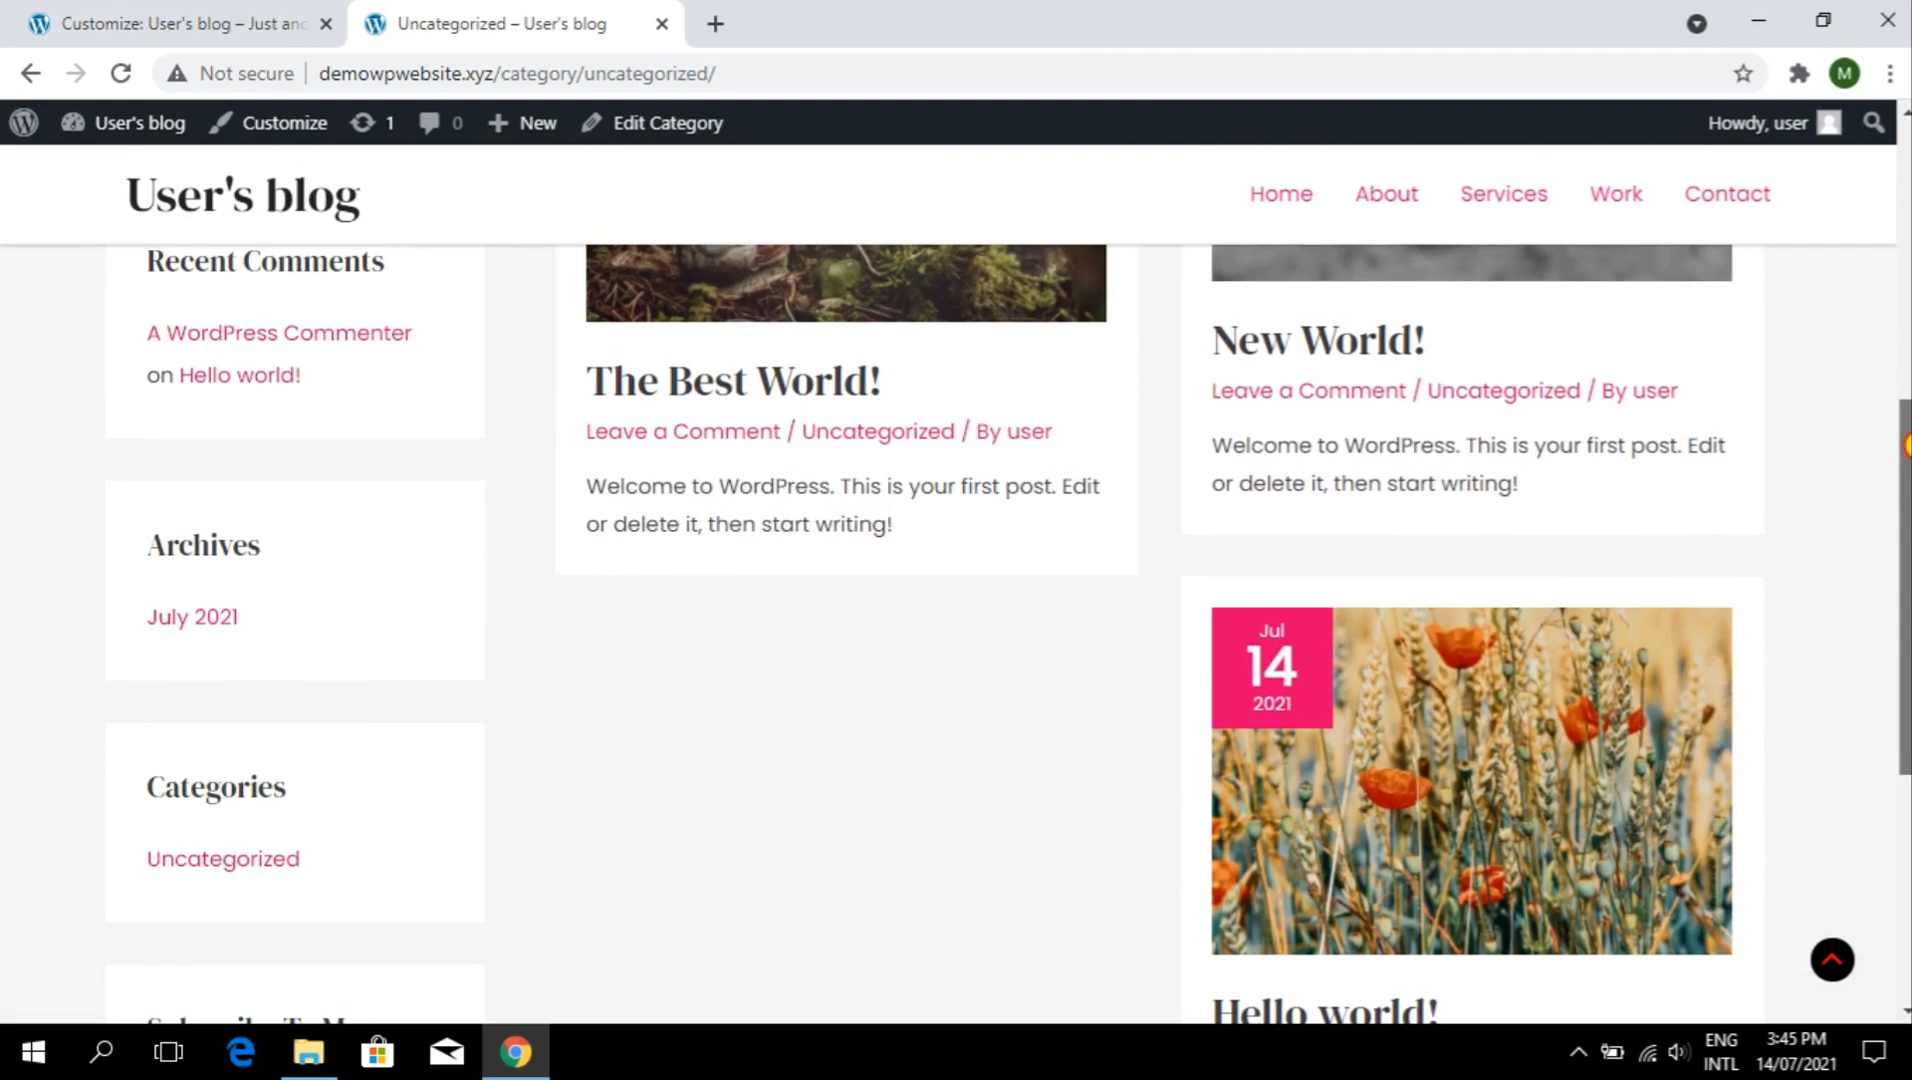 Customize: User's blog – Just an
Uncategorized – User's blog
Not secure
demowpwebsite.xyz/category/uncategorized/
M
User's blog
Customize
1
0
New
Edit Category
Howdy, user
User's blog
Home
About
Services
Work
Contact
Recent Comments
A WordPress Commenter
on Hello world!
Archives
July 2021
Categories
Uncategorized
The Best World!
Leave a Comment / Uncategorized / By user
Welcome to WordPress. This is your first post. Edit
or delete it, then start writing!
New World!
Leave a Comment / Uncategorized / By user
Welcome to WordPress. This is your first post. Edit
or delete it, then start writing!
Jul
14
2021
Hello world!
ENG
INTL
3:45 PM
14/07/2021